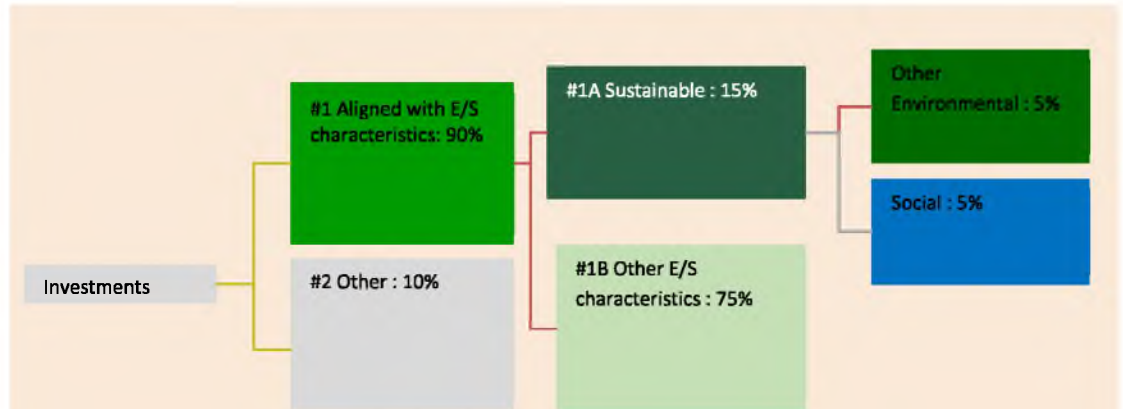 Investments
#1 Aligned with E/S
characteristics: 90%
#2 Other : 10%
#1A Sustainable : 15%
#1B Other E/S
characteristics : 75%
Other
Environmental : 5%
Social : 5%